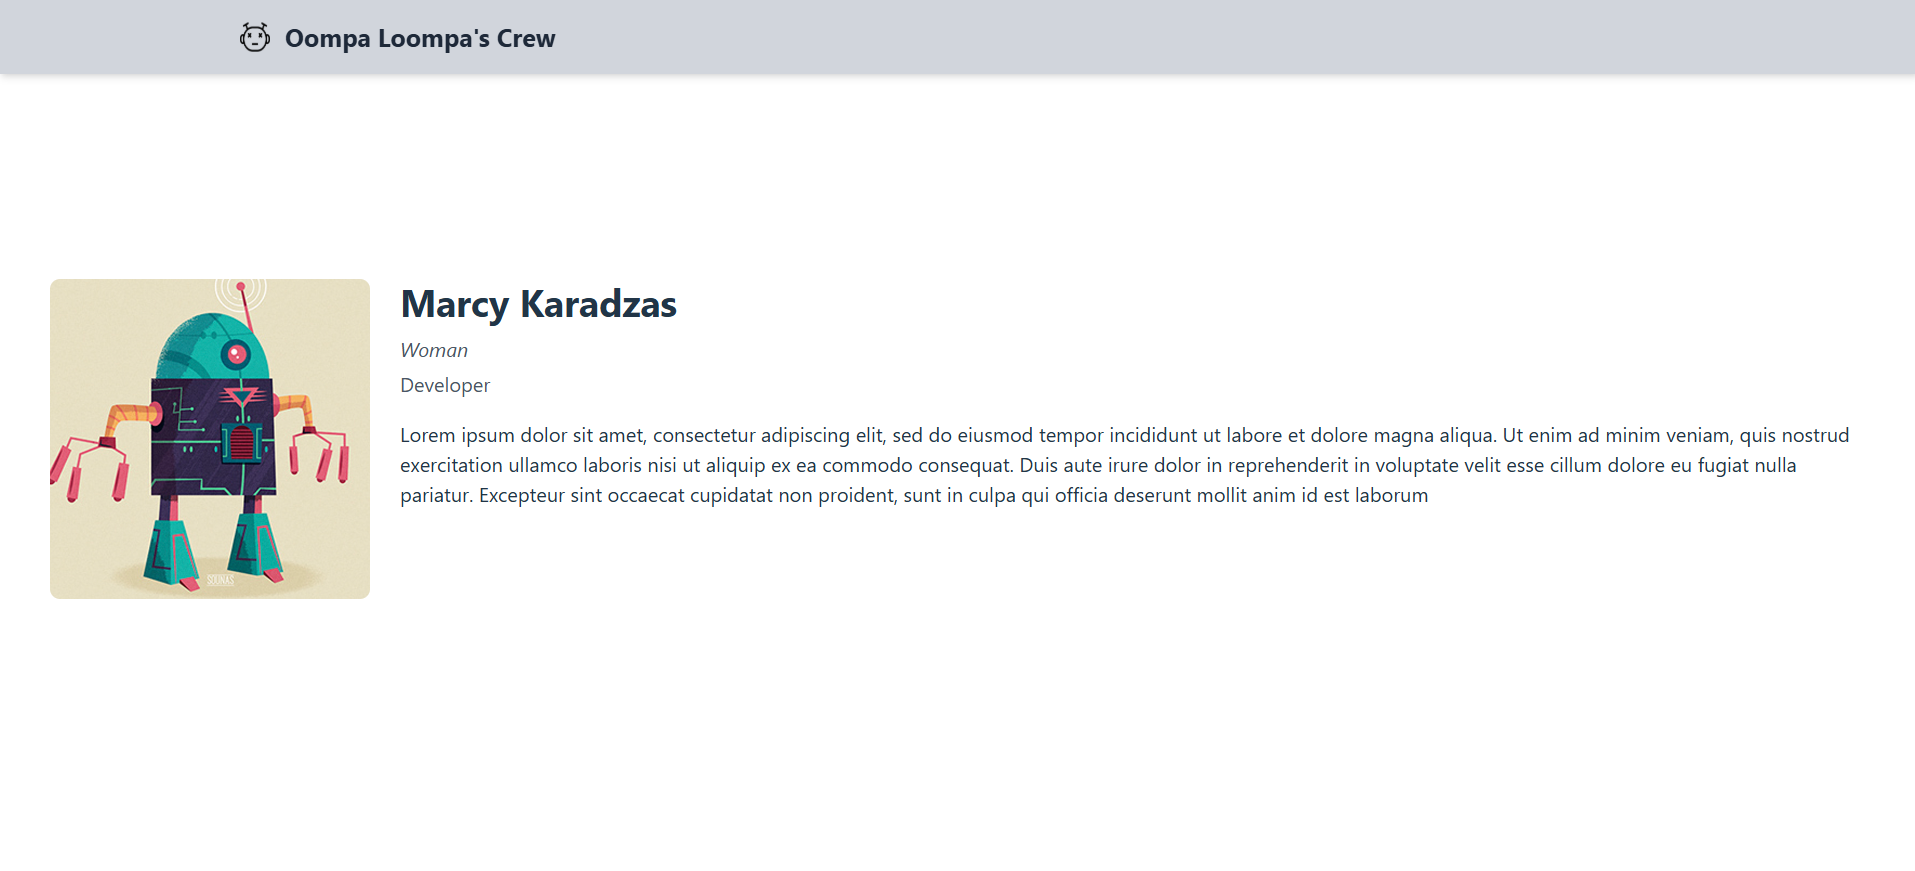 Oompa Loompa's Crew
Marcy Karadzas
Woman
Developer
Lorem ipsum dolor sit amet, consectetur adipiscing elit, sed do eiusmod tempor incididunt ut labore et dolore magna aliqua. Ut enim ad minim veniam, quis nostrud
exercitation ullamco laboris nisi ut aliquip ex ea commodo consequat. Duis aute irure dolor in reprehenderit in voluptate velit esse cillum dolore eu fugiat nulla
pariatur. Excepteur sint occaecat cupidatat non proident, sunt in culpa qui officia deserunt mollit anim id est laborum